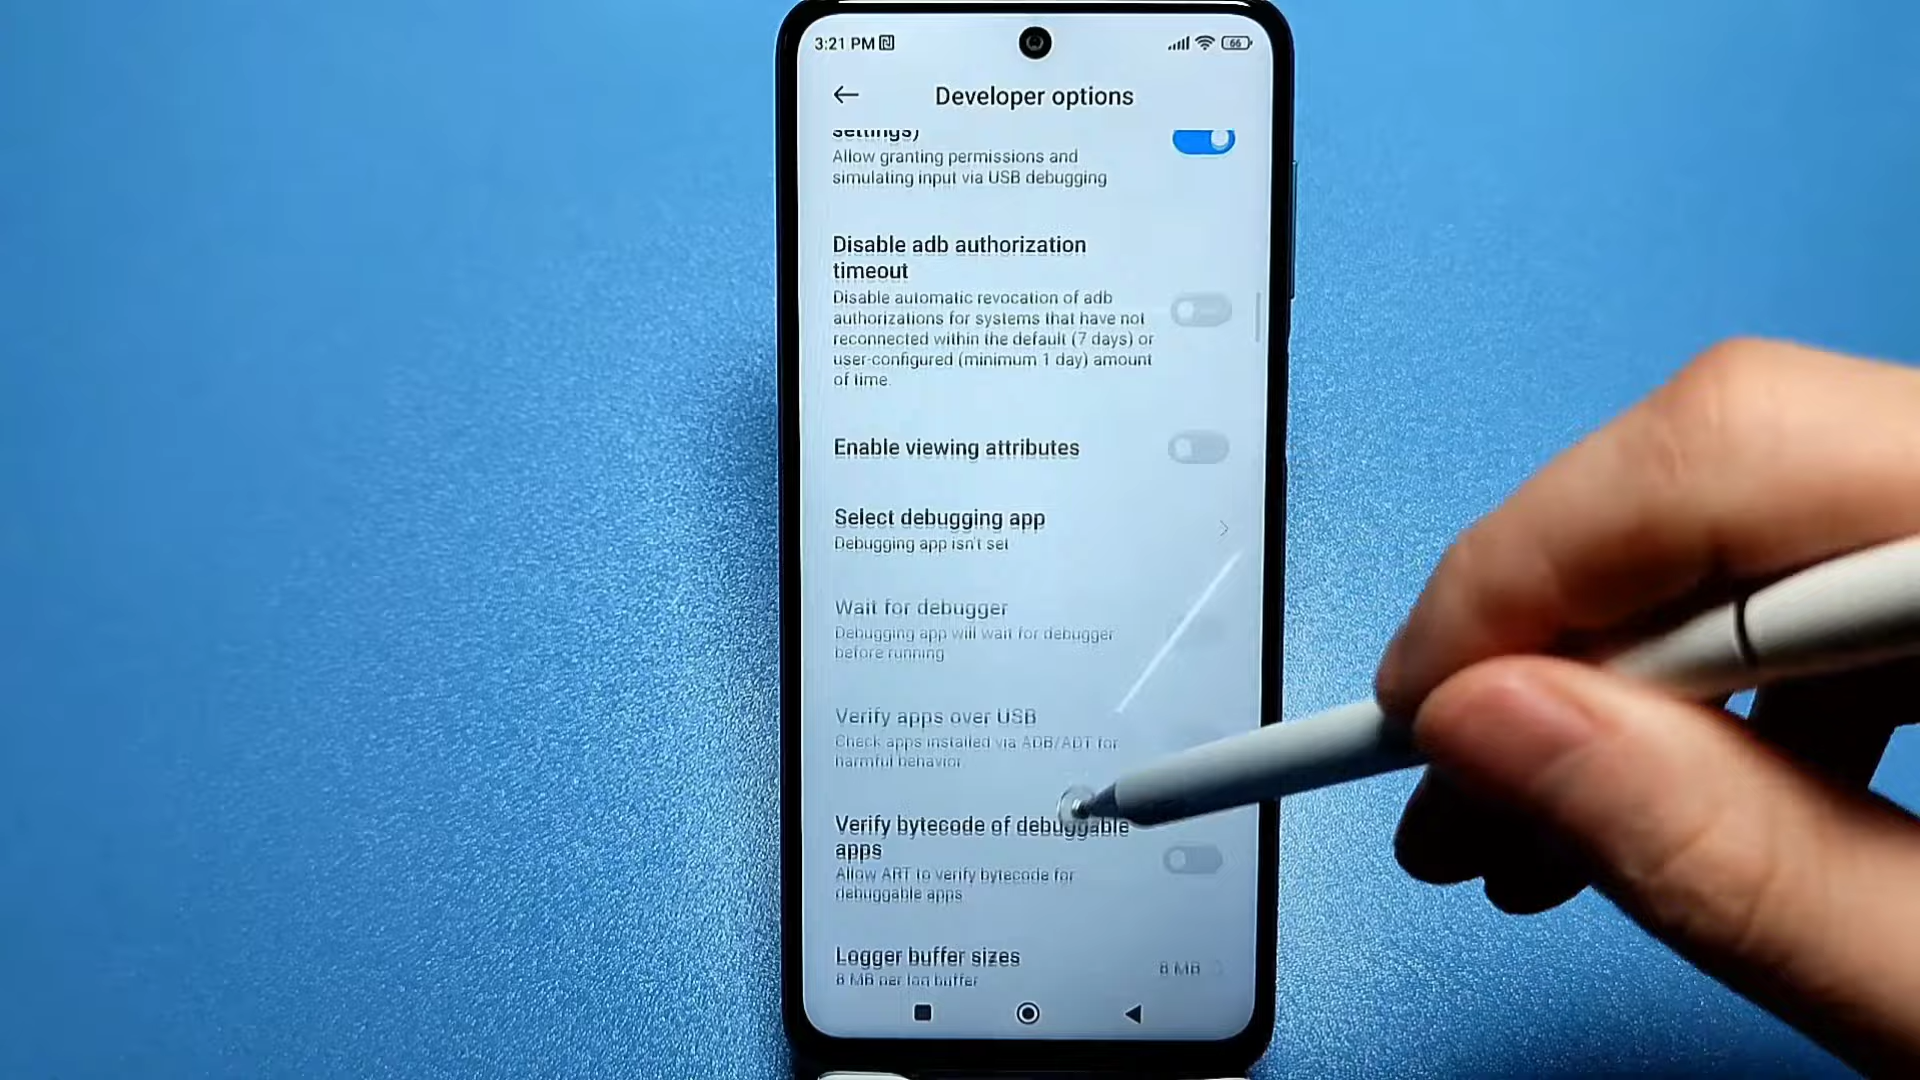 3:21 PM
66
Developer options
settings)
Allow granting permissions and
simulating input via USB debugging
Disable adb authorization
timeout
Disable automatic revocation of adb
authorizations for systems that have not
reconnected within the default (7 days) or
user-configured (minimum 1 day) amount
of time.
Enable viewing attributes
Select debugging app
Debugging app isn't set
Wait for debugger
Debugging app will wait for debugger
before running
Verify apps over USB
Check apps installed via ADB/ADT for
harmful behavior.
Verify bytecode of debuggable
apps
Allow ART to verify bytecode for
debuggable apps
Logger buffer sizes
8 MB per log buffer
8 MB